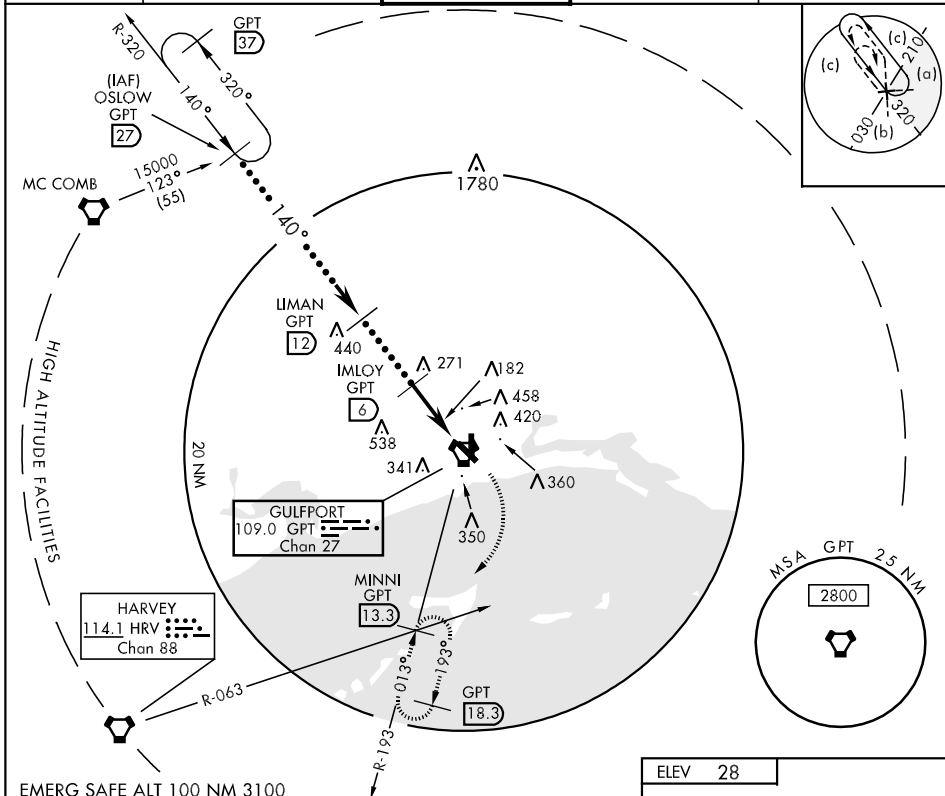 GPT
37
R-320
320°
140°
(IAF)
OSLOW
GPT
27
(c)
(c)
210
(a)
320
(b)
030
MC COMB
15000
123°
(55)
1780
140°
LIMAN
GPT
12
440
IMLOY
GPT
6
271
182
458
420
538
341
360
350
HIGH ALTITUDE FACILITIES
20 NM
GULFPORT
109.0 GPT
Chan 27
MINNI
GPT
13.3
MSA GPT 25 NM
2800
HARVEY
114.1 HRV
Chan 88
R-063
013°
193°
GPT
18.3
R-193
EMERG SAFE ALT 100 NM 3100
ELEV 28